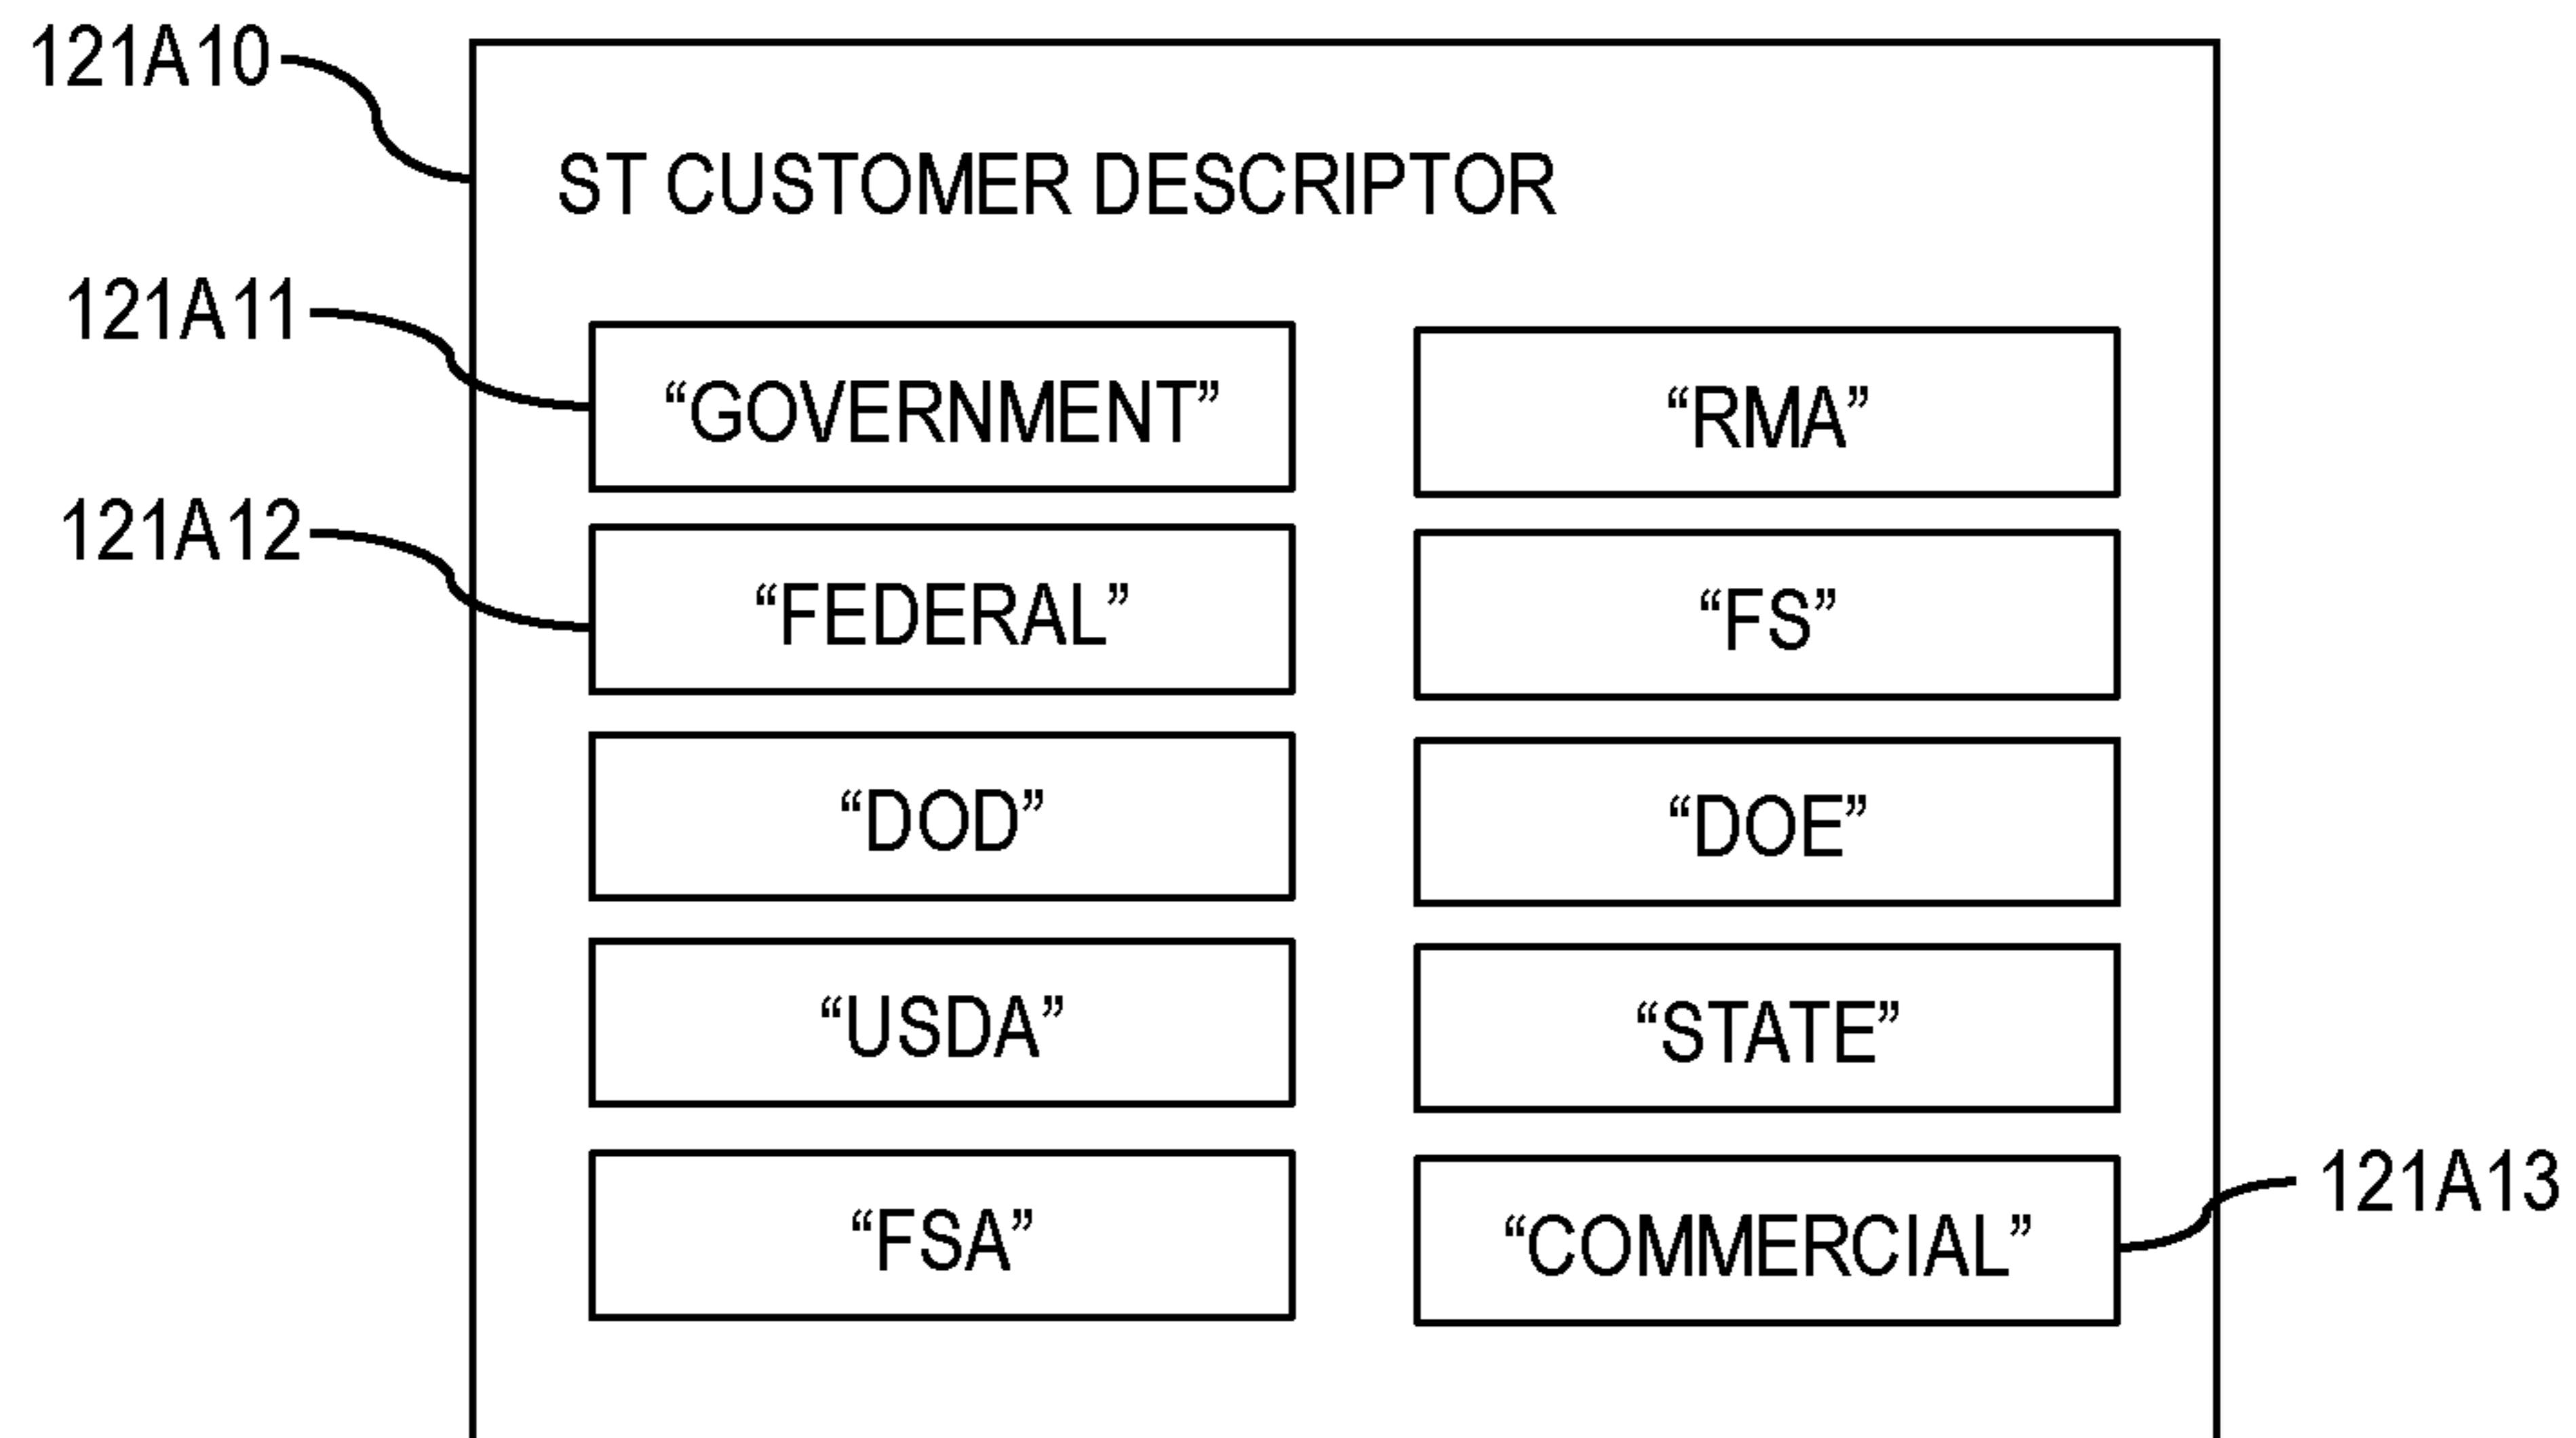 121A10
ST CUSTOMER DESCRIPTOR
121A11
“GOVERNMENT”
“RMA”
121A12
“FEDERAL”
“FS”
“DOD”
“DOE”
“USDA”
“STATE”
“FSA”
“COMMERCIAL”
121A13